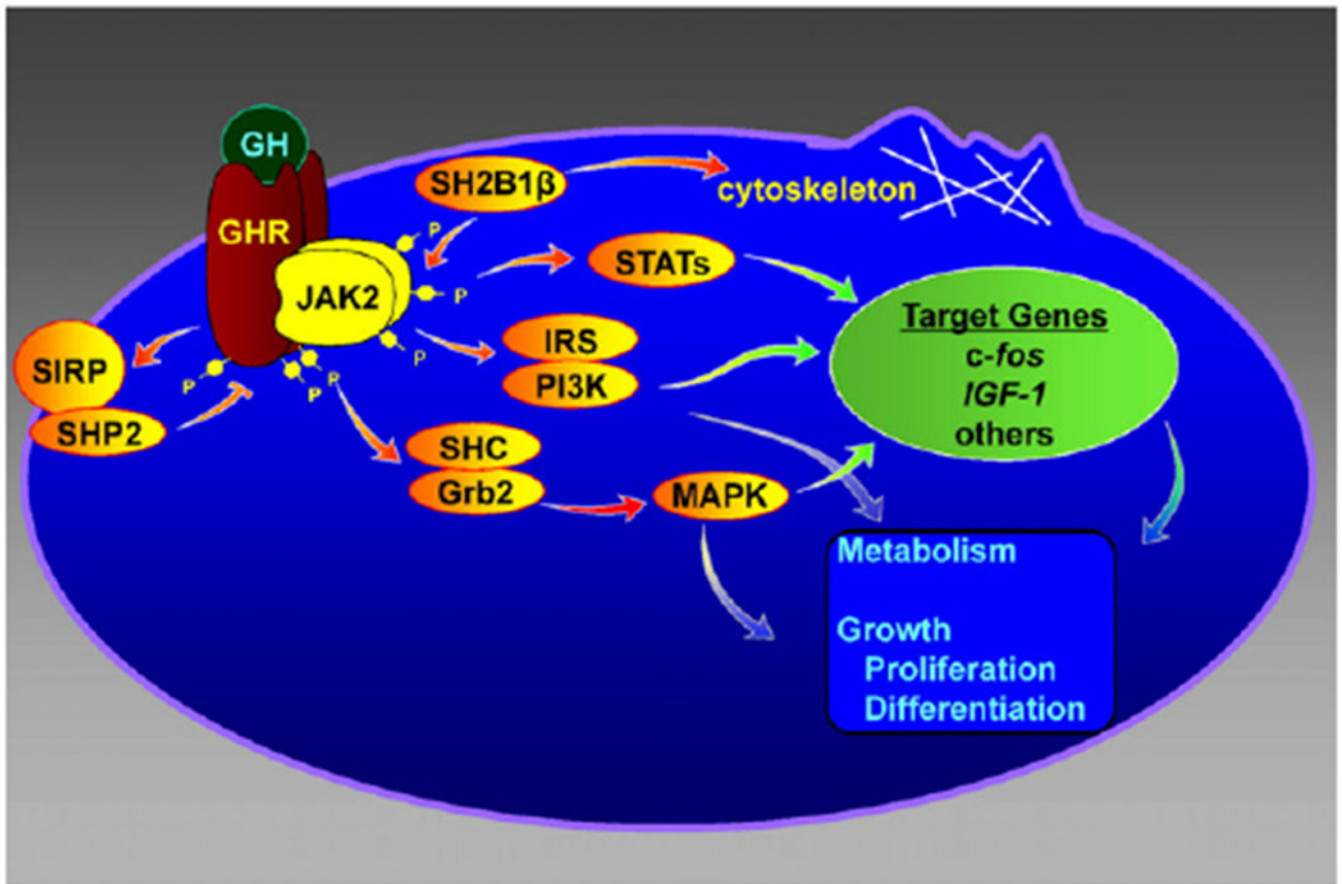 GH
GHR
JAK2
P
P
P
P
P
P
SH2B1β
cytoskeleton
STATs
SIRP
SHP2
IRS
PI3K
SHC
Grb2
MAPK
Target Genes
c-fos
IGF-1
others
Metabolism
Growth
Proliferation
Differentiation